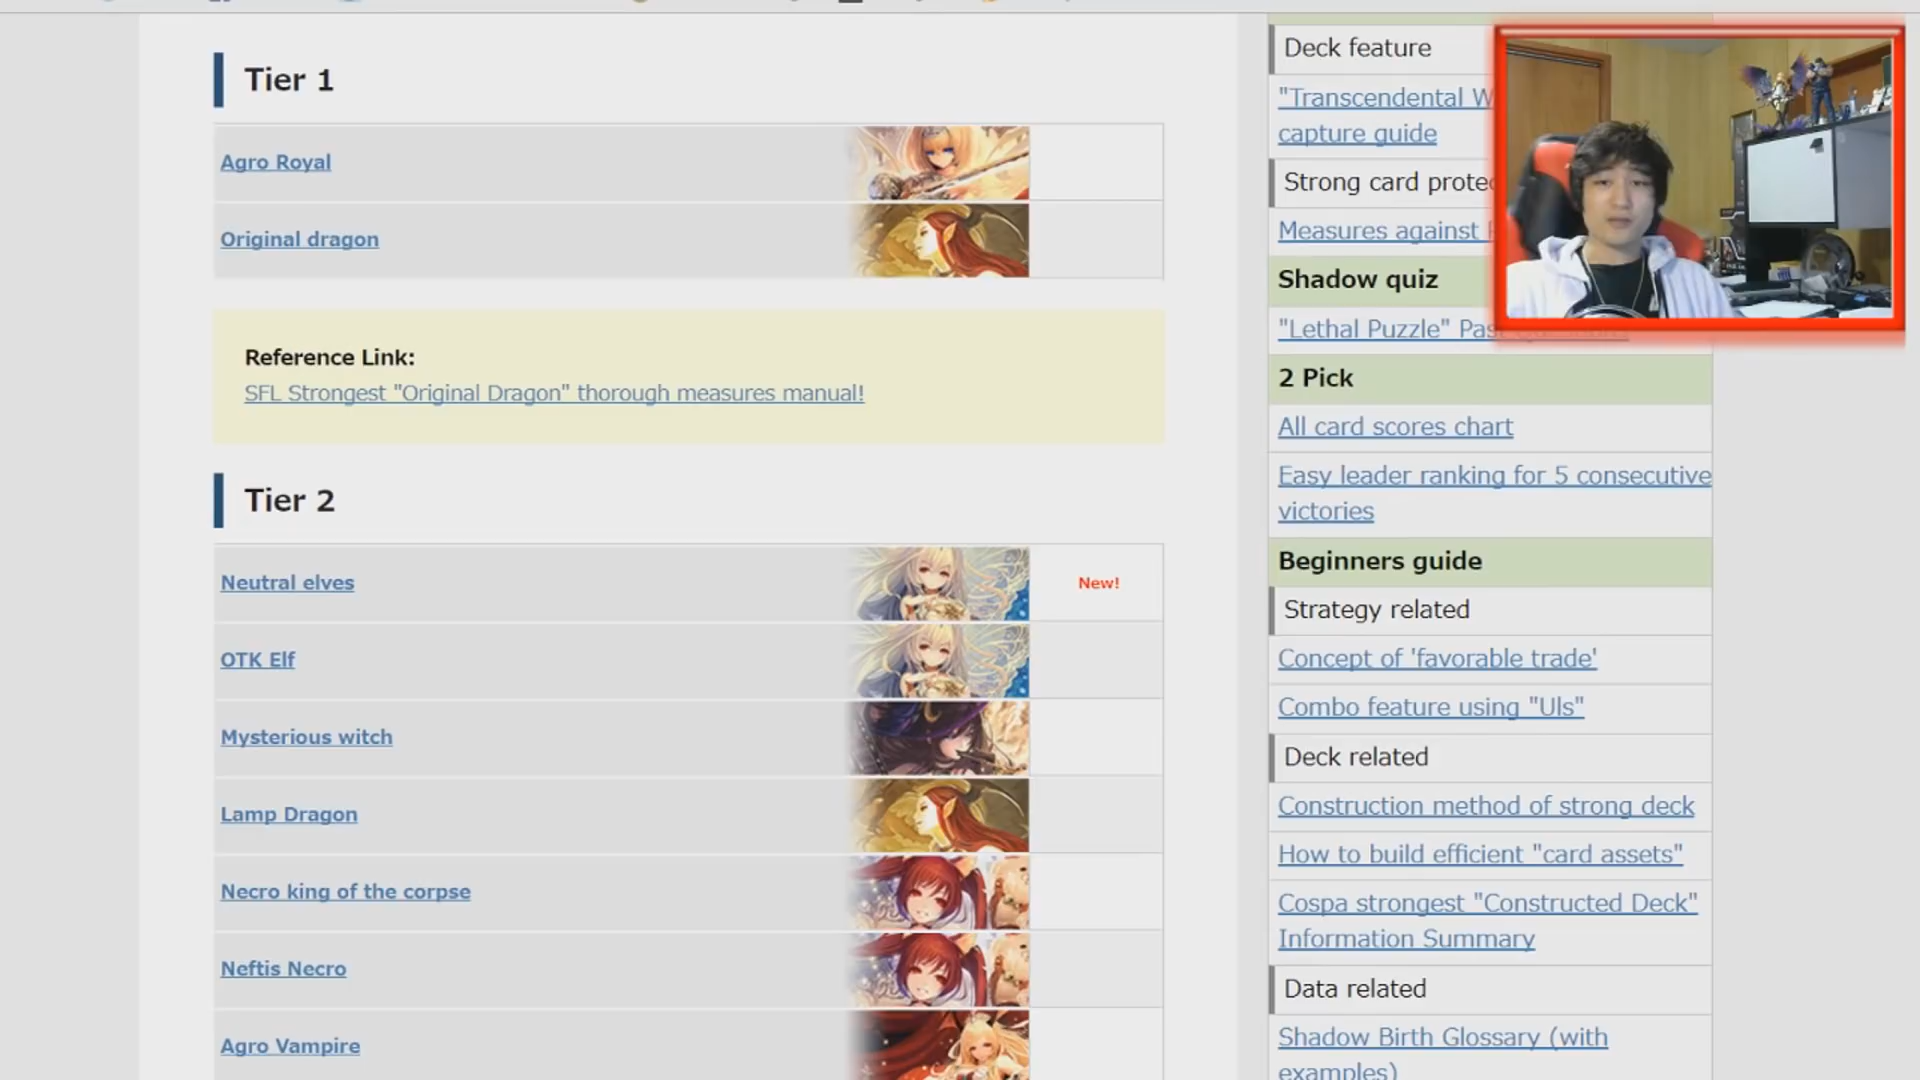 Tier 1
Agro Royal
Original dragon
Reference Link:
SFL Strongest "Original Dragon" thorough measures manual!
Tier 2
Neutral elves
New!
OTK Elf
Mysterious witch
Lamp Dragon
Necro king of the corpse
Neftis Necro
Agro Vampire
Deck feature
"Transcendental W
capture guide
Strong card protec
Measures against
Shadow quiz
"Lethal Puzzle" Past
2 Pick
All card scores chart
Easy leader ranking for 5 consecutive
victories
Beginners guide
Strategy related
Concept of 'favorable trade'
Combo feature using "Uls"
Deck related
Construction method of strong deck
How to build efficient "card assets"
Cospa strongest "Constructed Deck"
Information Summary
Data related
Shadow Birth Glossary (with
examples)